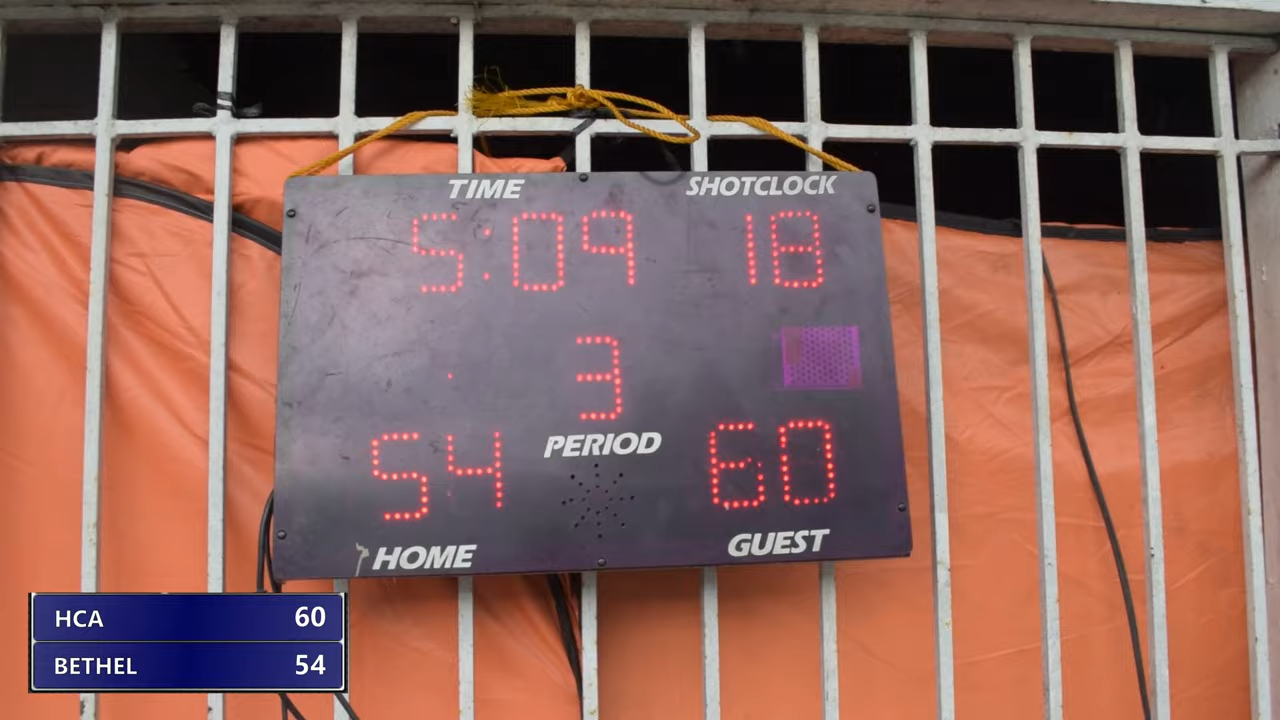 TIME SHOTCLOCK
5:09 18
3
PERIOD
54 60
HOME GUEST
HCA 60
BETHEL 54